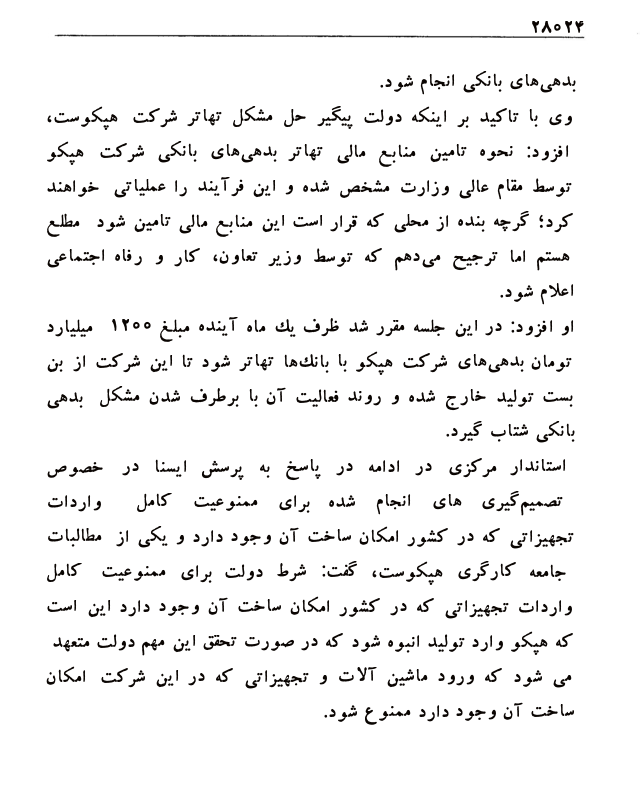 ۲۸۰۲۴
بدهی‌های بانکی انجام شود.
وی با تاکید بر اینکه دولت پیگیر حل مشکل تهاتر شرکت هپکوست،
افزود: نحوه تامین منابع مالی تهاتر بدهی‌های بانکی شرکت هپکو
توسط مقام عالی وزارت مشخص شده و این فرآیند را عملیاتی خواهند
کرد؛ گرچه بنده از محلی که قرار است این منابع مالی تامین شود مطلع
هستم اما ترجیح می‌دهم که توسط وزیر تعاون، کار و رفاه اجتماعی
اعلام شود.
او افزود: در این جلسه مقرر شد ظرف یك ماه آینده مبلغ ۱۲۰۰ میلیارد
تومان بدهی‌های شرکت هپکو با بانك‌ها تهاتر شود تا این شرکت از بن
بست تولید خارج شده و روند فعالیت آن با برطرف شدن مشکل بدهی
بانکی شتاب گیرد.
استاندار مرکزی در ادامه در پاسخ به پرسش ایسنا در خصوص
تصمیم‌گیری های انجام شده برای ممنوعیت کامل واردات
تجهیزاتی که در کشور امکان ساخت آن وجود دارد و یکی از مطالبات
جامعه کارگری هپکوست، گفت: شرط دولت برای ممنوعیت کامل
واردات تجهیزاتی که در کشور امکان ساخت آن وجود دارد این است
که هپکو وارد تولید انبوه شود که در صورت تحقق این مهم دولت متعهد
می شود که ورود ماشین آلات و تجهیزاتی که در این شرکت امکان
ساخت آن وجود دارد ممنوع شود.